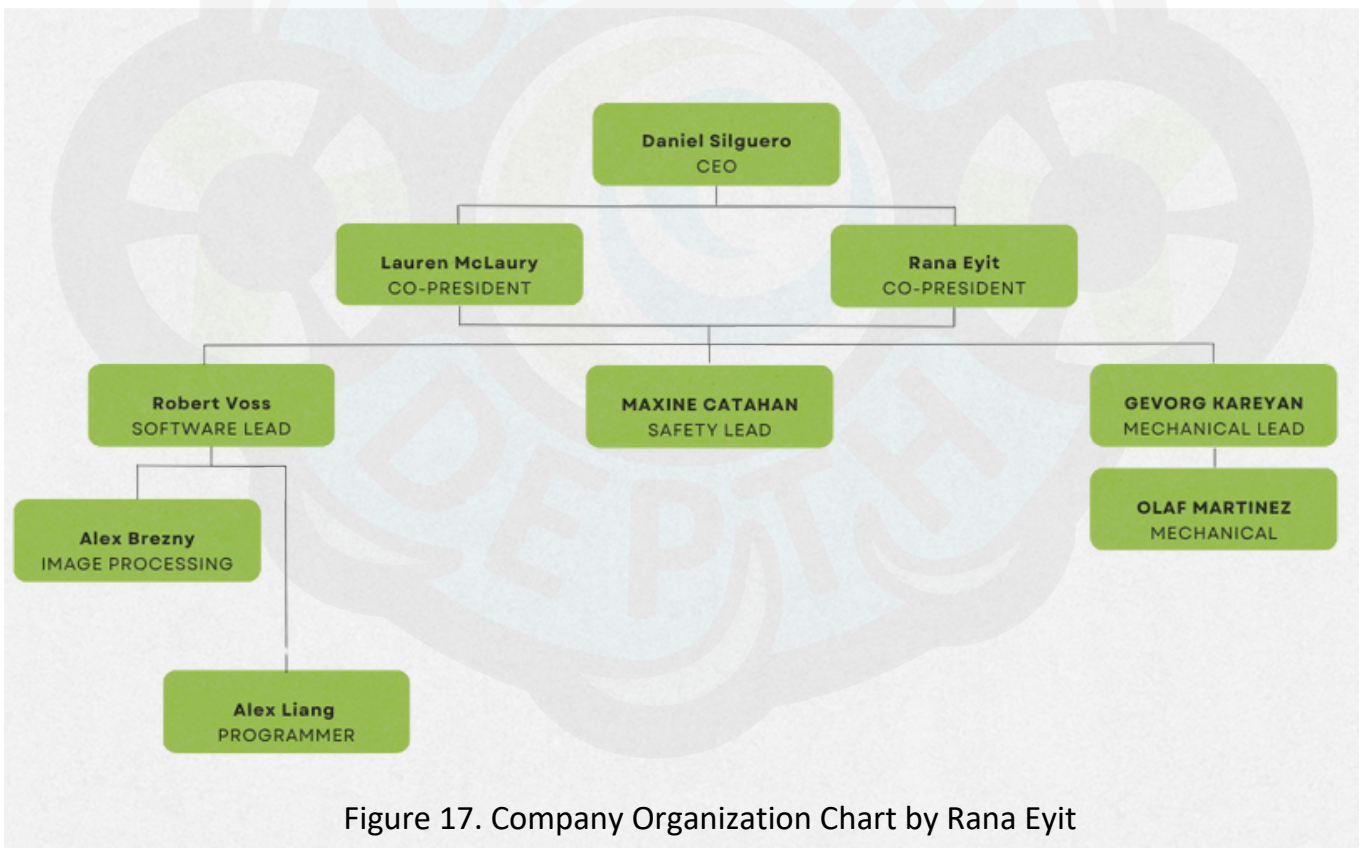 Daniel Silguero
CEO
Lauren McLaury
CO-PRESIDENT
Rana Eyit
CO-PRESIDENT
Robert Voss
SOFTWARE LEAD
MAXINE CATAHAN
SAFETY LEAD
GEVORG KAREYAN
MECHANICAL LEAD
Alex Brezny
IMAGE PROCESSING
OLAF MARTINEZ
MECHANICAL
Alex Liang
PROGRAMMER
DEPTH
Figure 17. Company Organization Chart by Rana Eyit